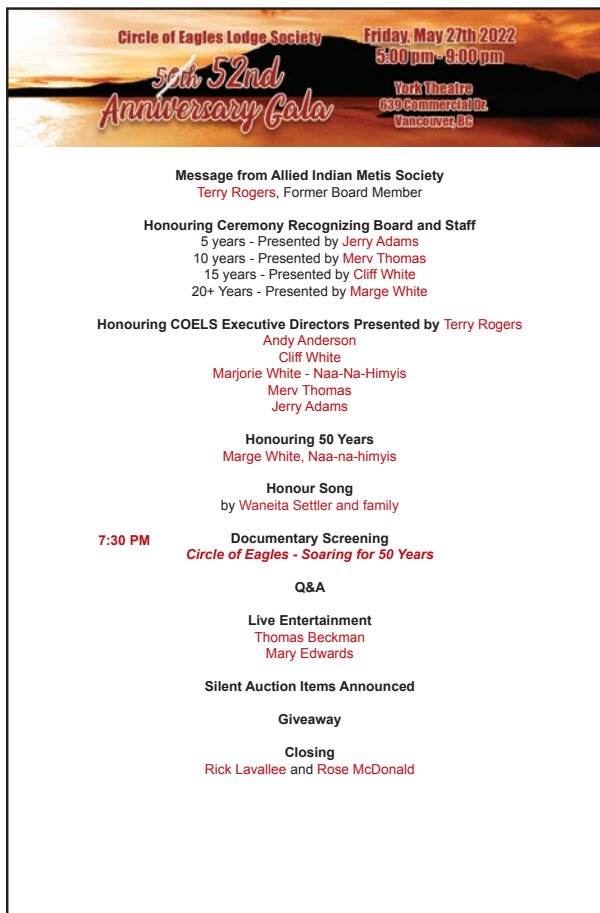 Circle of Eagles Lodge Society
50th 52nd
Anniversary Gala
Friday, May 27th 2022
5:00 pm - 9:00 pm
York Theatre
639 Commercial Dr.
Vancouver, BC
Message from Allied Indian Metis Society
Terry Rogers, Former Board Member
Honouring Ceremony Recognizing Board and Staff
5 years - Presented by Jerry Adams
10 years - Presented by Merv Thomas
15 years - Presented by Cliff White
20+ Years - Presented by Marge White
Honouring COELS Executive Directors Presented by Terry Rogers
Andy Anderson
Cliff White
Marjorie White - Naa-Na-Himyis
Merv Thomas
Jerry Adams
Honouring 50 Years
Marge White, Naa-na-himyis
Honour Song
by Waneita Settler and family
7:30 PM Documentary Screening
Circle of Eagles - Soaring for 50 Years
Q&A
Live Entertainment
Thomas Beckman
Mary Edwards
Silent Auction Items Announced
Giveaway
Closing
Rick Lavallee and Rose McDonald